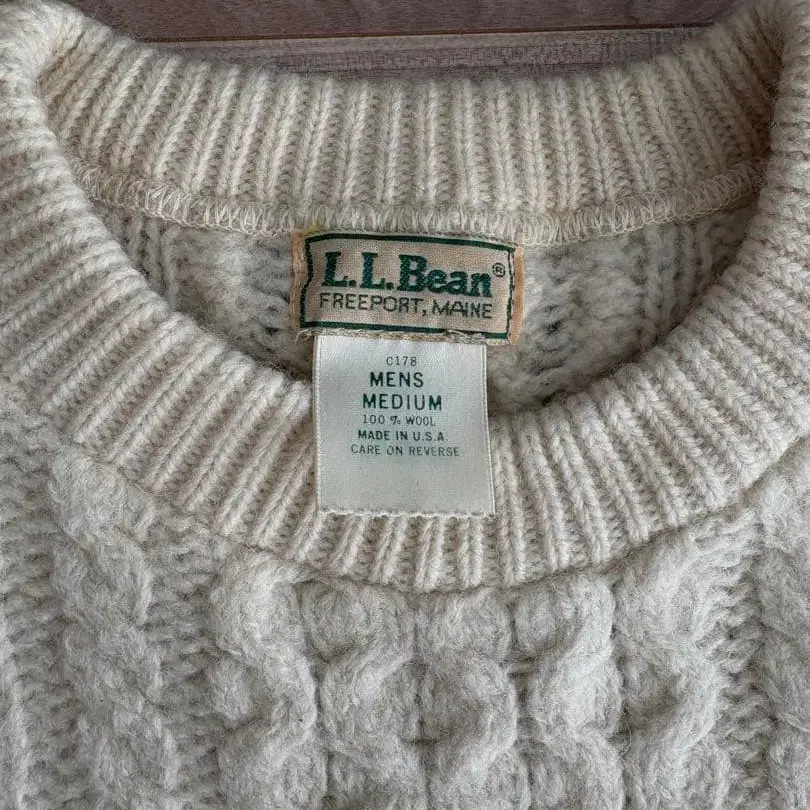 L.L.Bean®
FREEPORT, MAINE
C178
MENS
MEDIUM
100 % WOOL
MADE IN U.S.A.
CARE ON REVERSE